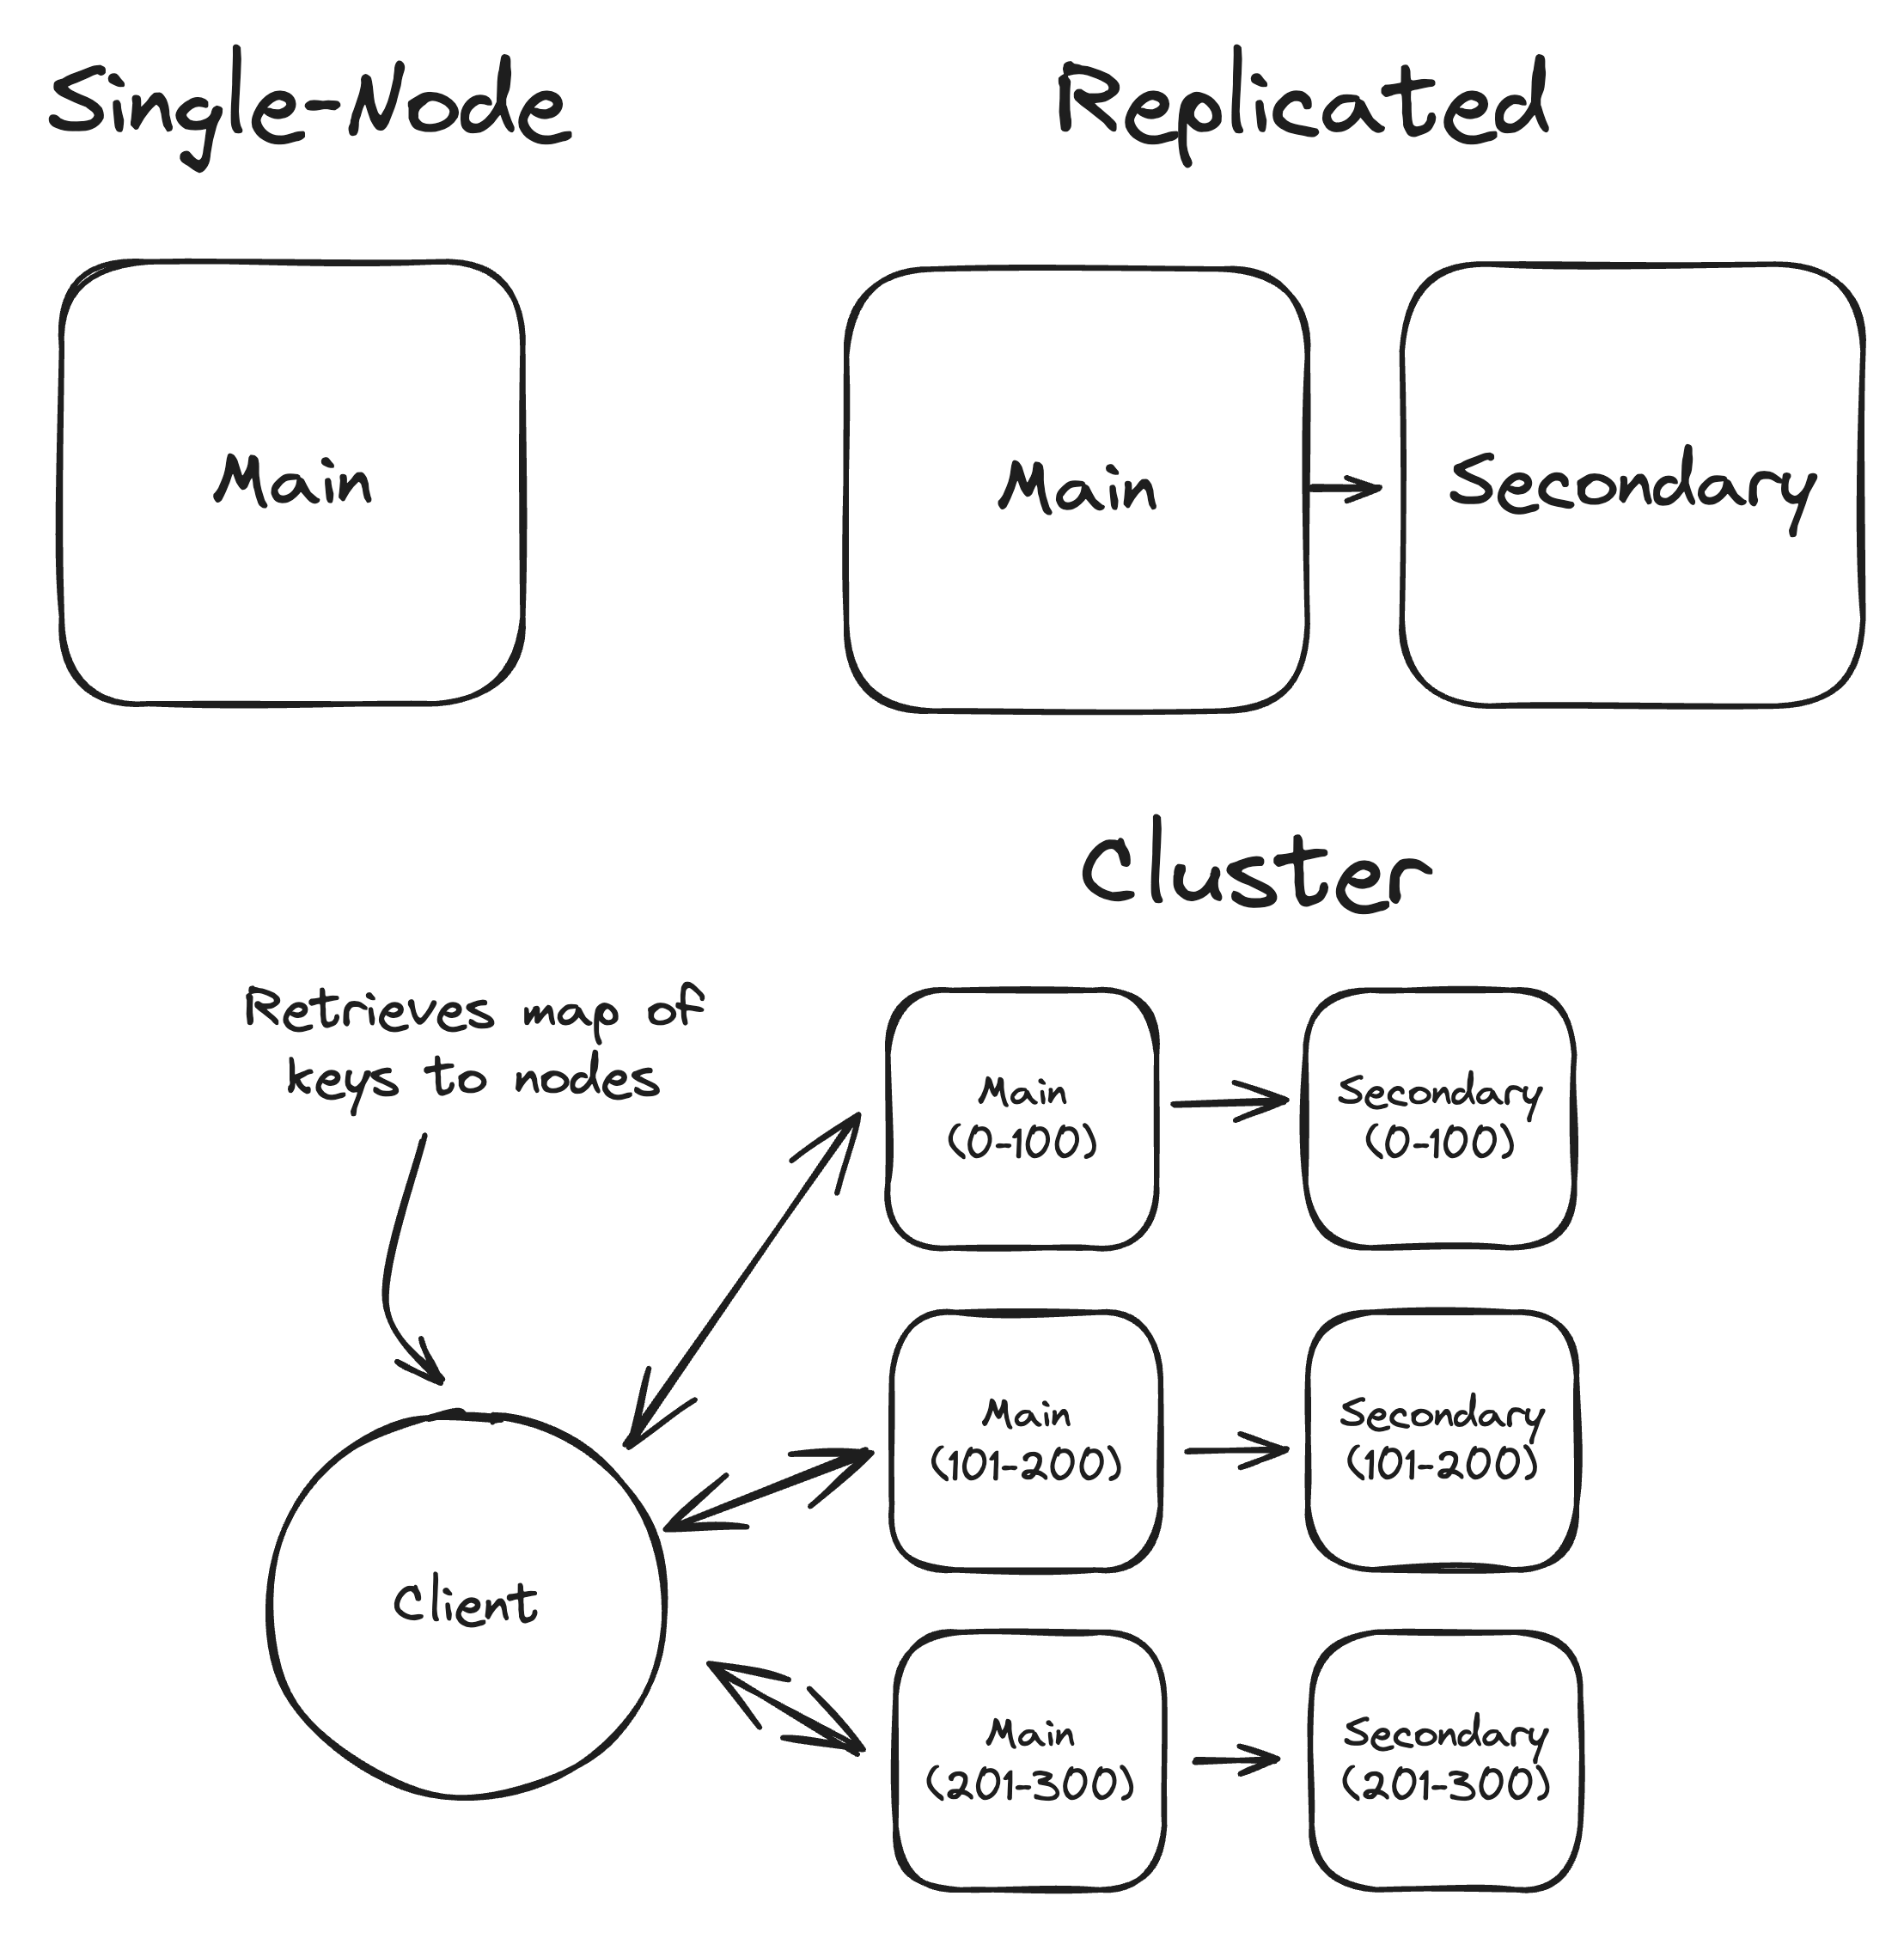 Single-Node
Replicated
Main
Main
Secondary
Cluster
Retrieves map of
keys to nodes
Main
(0-100)
Secondary
(0-100)
Main
(101-200)
Secondary
(101-200)
Client
Main
(201-300)
Secondary
(201-300)